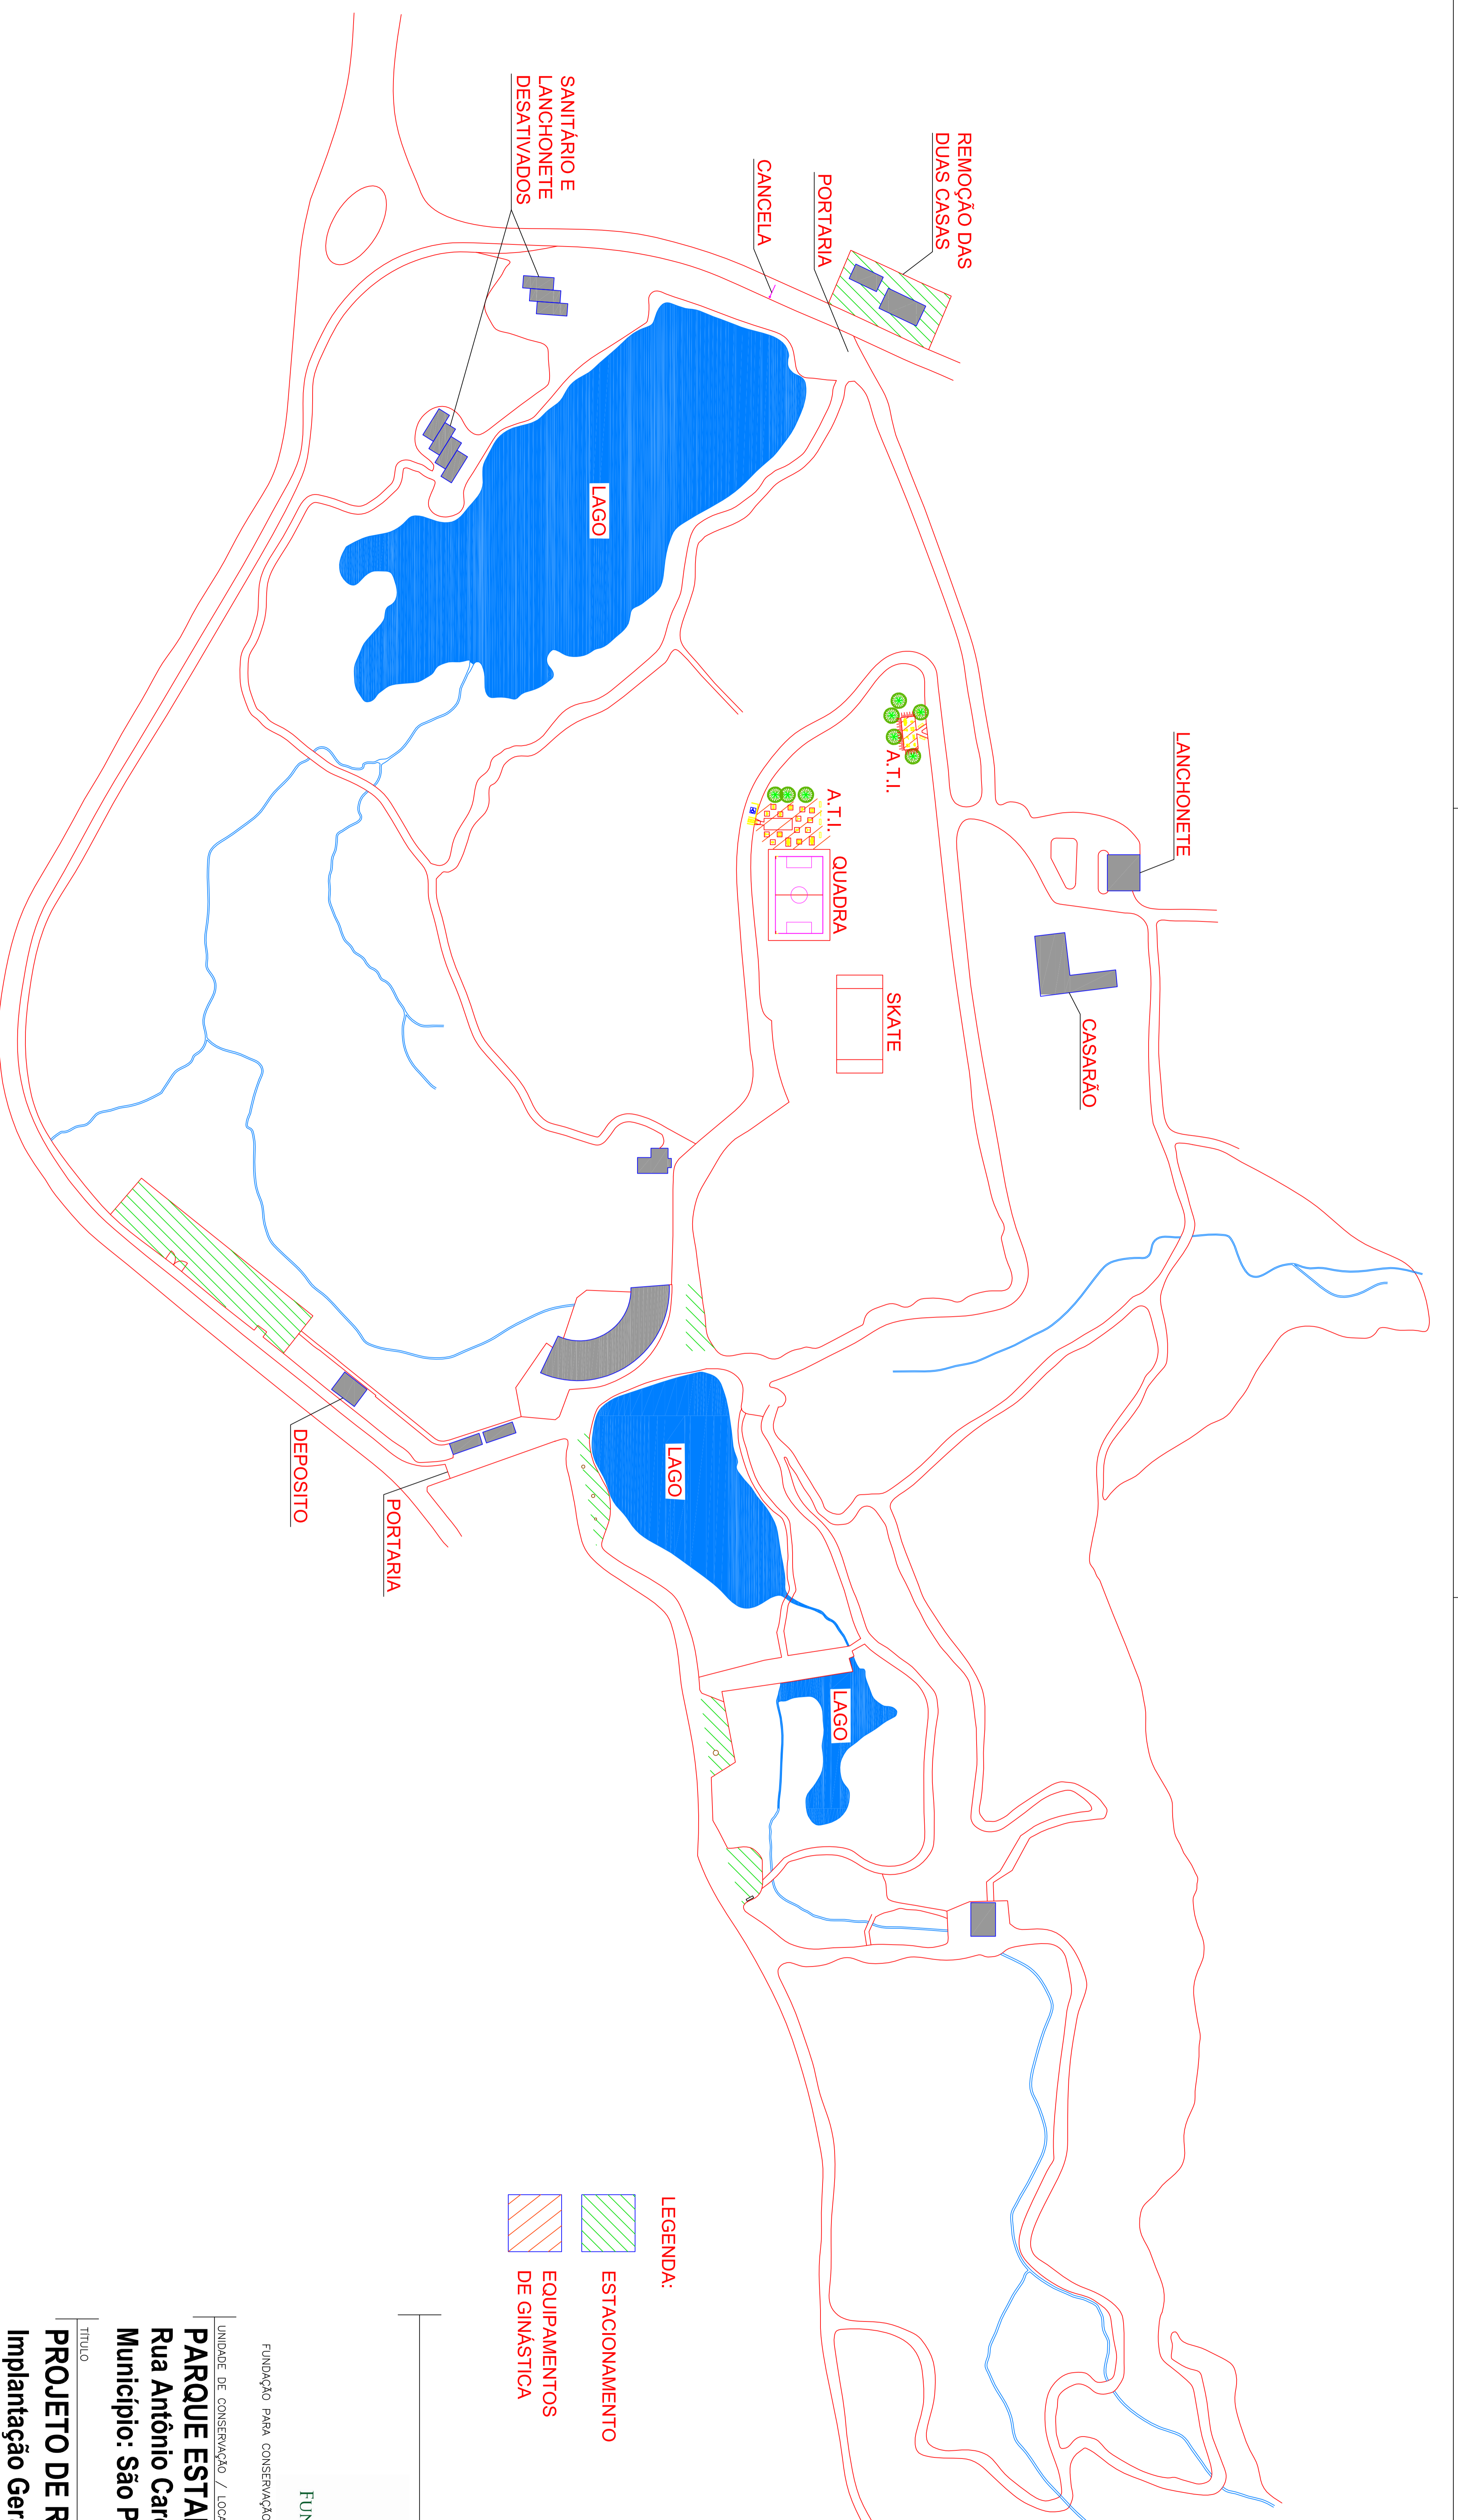 REMOÇÃO DAS
DUAS CASAS
PORTARIA
CANCELA
SANITÁRIO E
LANCHONETE
DESATIVADOS
LAGO
LANCHONETE
A.T.I.
A.T.I.
QUADRA
SKATE
CASARÃO
LAGO
DEPOSITO
PORTARIA
LAGO
LEGENDA:
ESTACIONAMENTO
EQUIPAMENTOS
DE GINÁSTICA
FUNDAÇÃO PARA CONSERVAÇÃO
UNIDADE DE CONSERVAÇÃO / LOCA
PARQUE ESTA
Rua Antônio Car
Município: São P
TÍTULO
PROJETO DE R
Implantação Ger